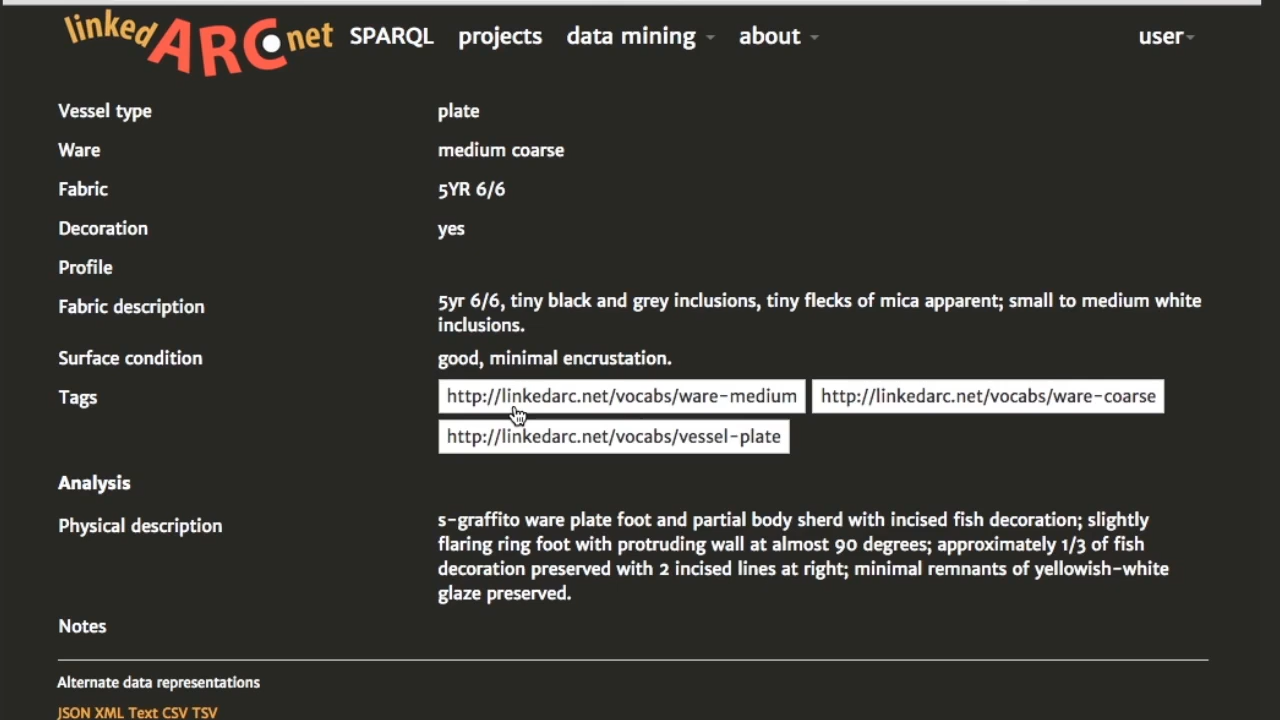 linkedARC.net SPARQL projects data mining about user
Vessel type plate
Ware medium coarse
Fabric 5YR 6/6
Decoration yes
Profile
Fabric description 5yr 6/6, tiny black and grey inclusions, tiny flecks of mica apparent; small to medium white
inclusions.
Surface condition good, minimal encrustation.
Tags http://linkedarc.net/vocabs/ware-medium http://linkedarc.net/vocabs/ware-coarse
http://linkedarc.net/vocabs/vessel-plate
Analysis
Physical description s-graffito ware plate foot and partial body sherd with incised fish decoration; slightly
flaring ring foot with protruding wall at almost 90 degrees; approximately 1/3 of fish
decoration preserved with 2 incised lines at right; minimal remnants of yellowish-white
glaze preserved.
Notes
Alternate data representations
JSON XML Text CSV TSV